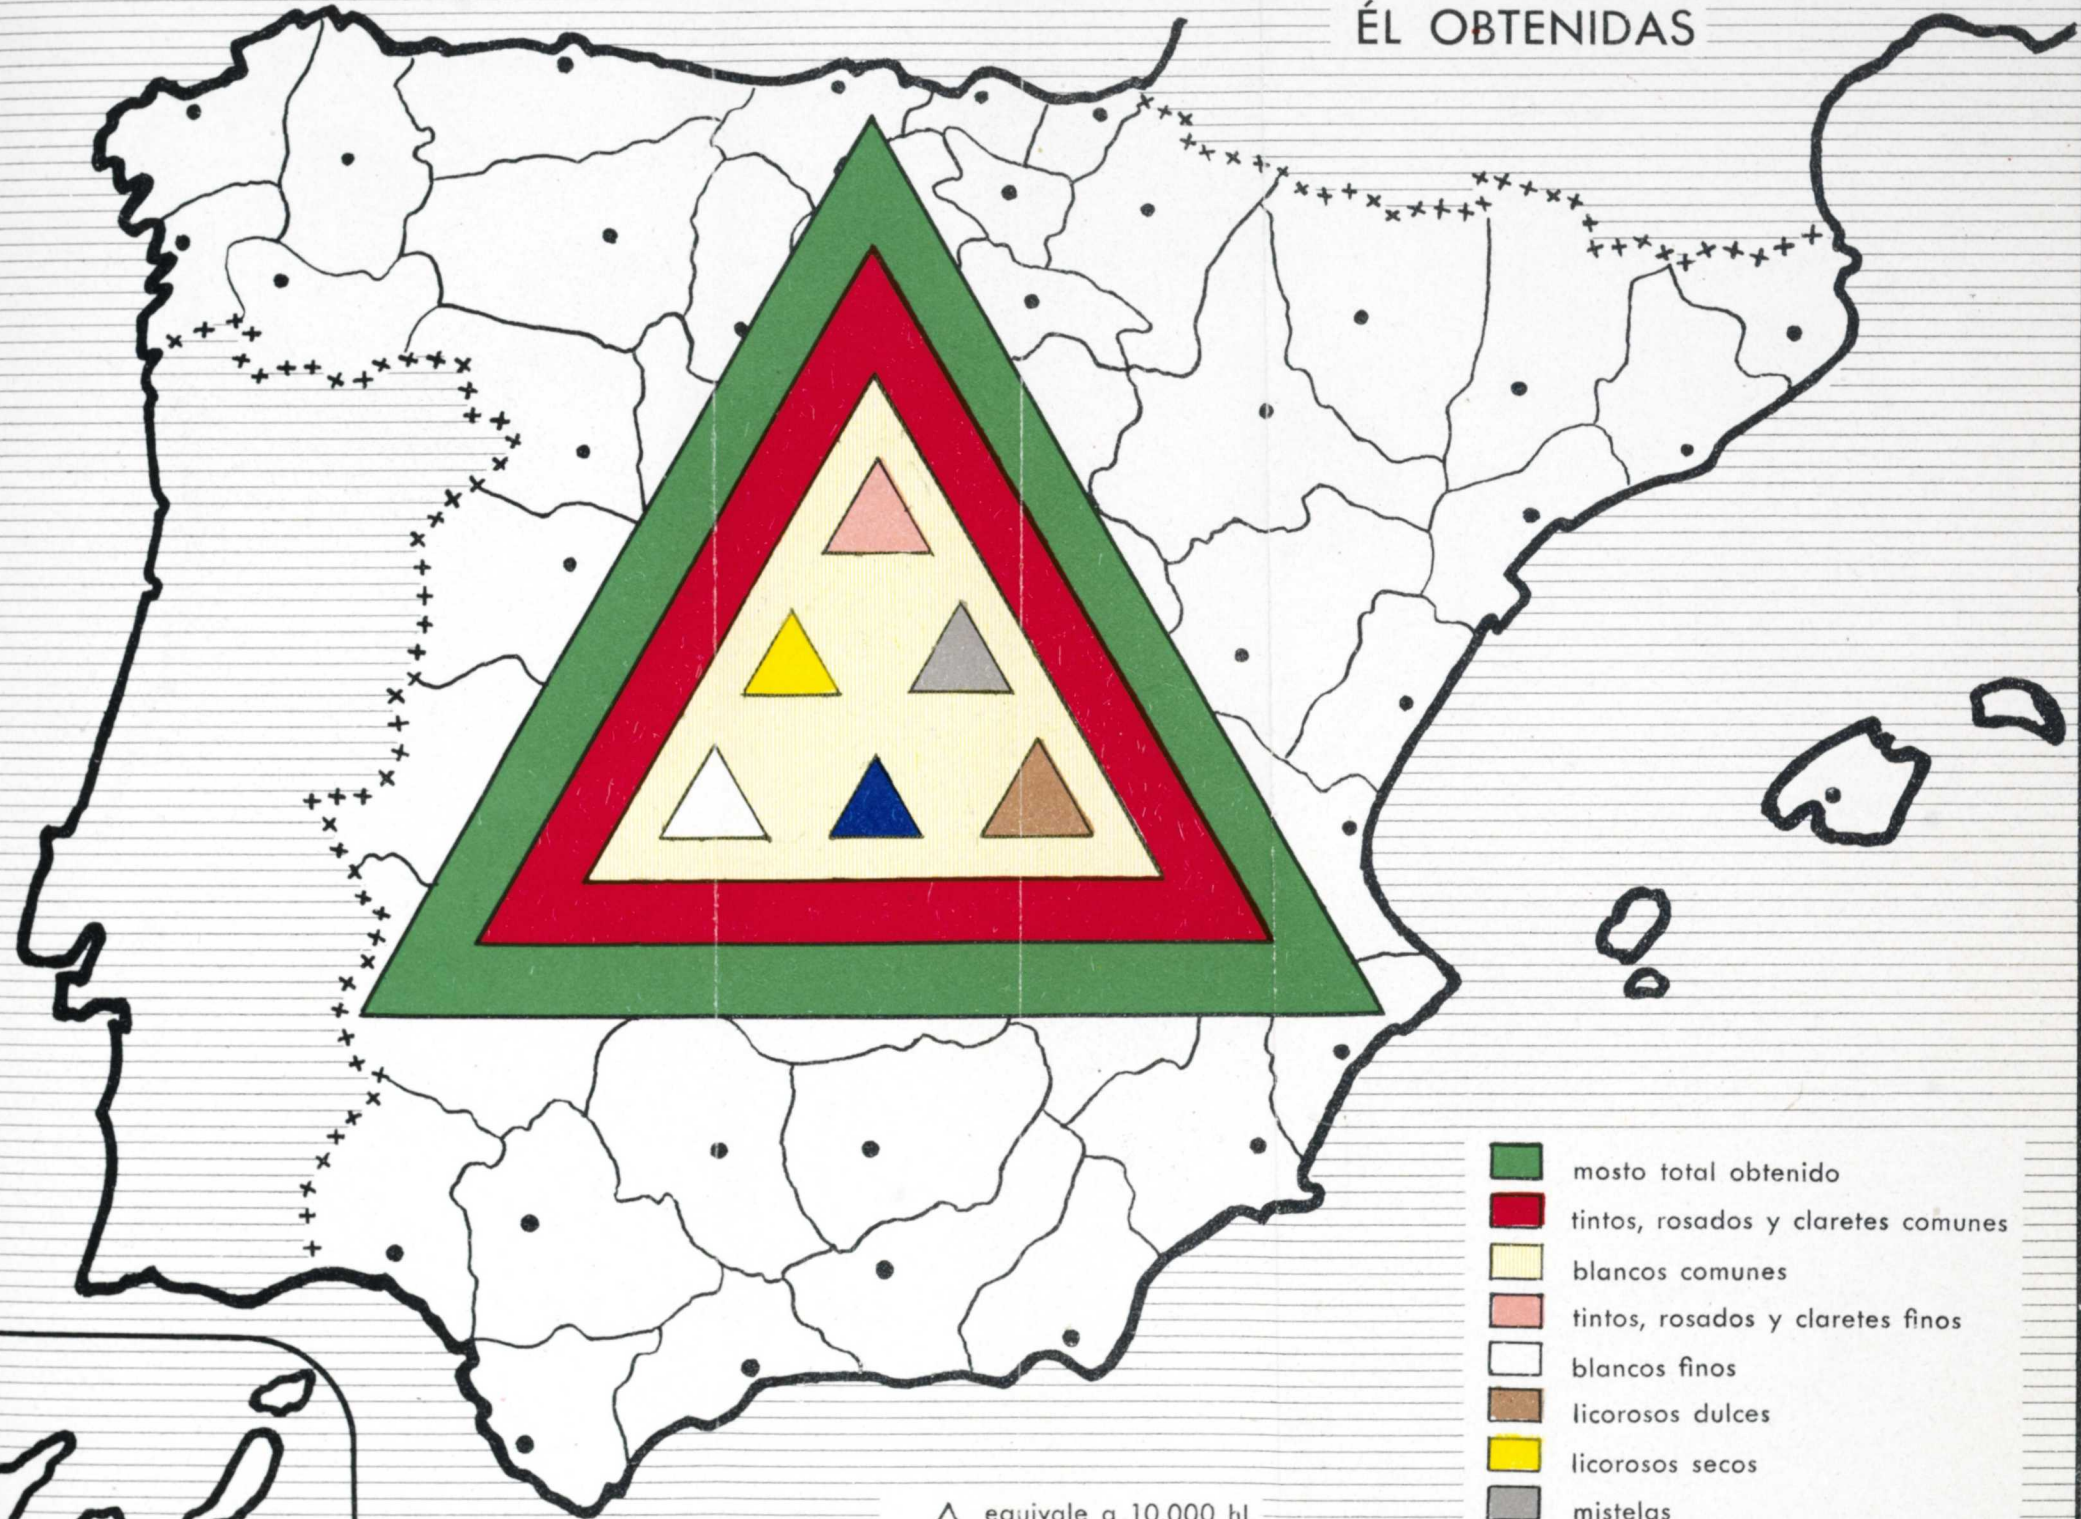 ÉL OBTENIDAS
mosto total obtenido
tintos, rosados y claretes comunes
blancos comunes
tintos, rosados y claretes finos
blancos finos
licorosos dulces
licorosos secos
mistelas
equivale a 10.000 hl